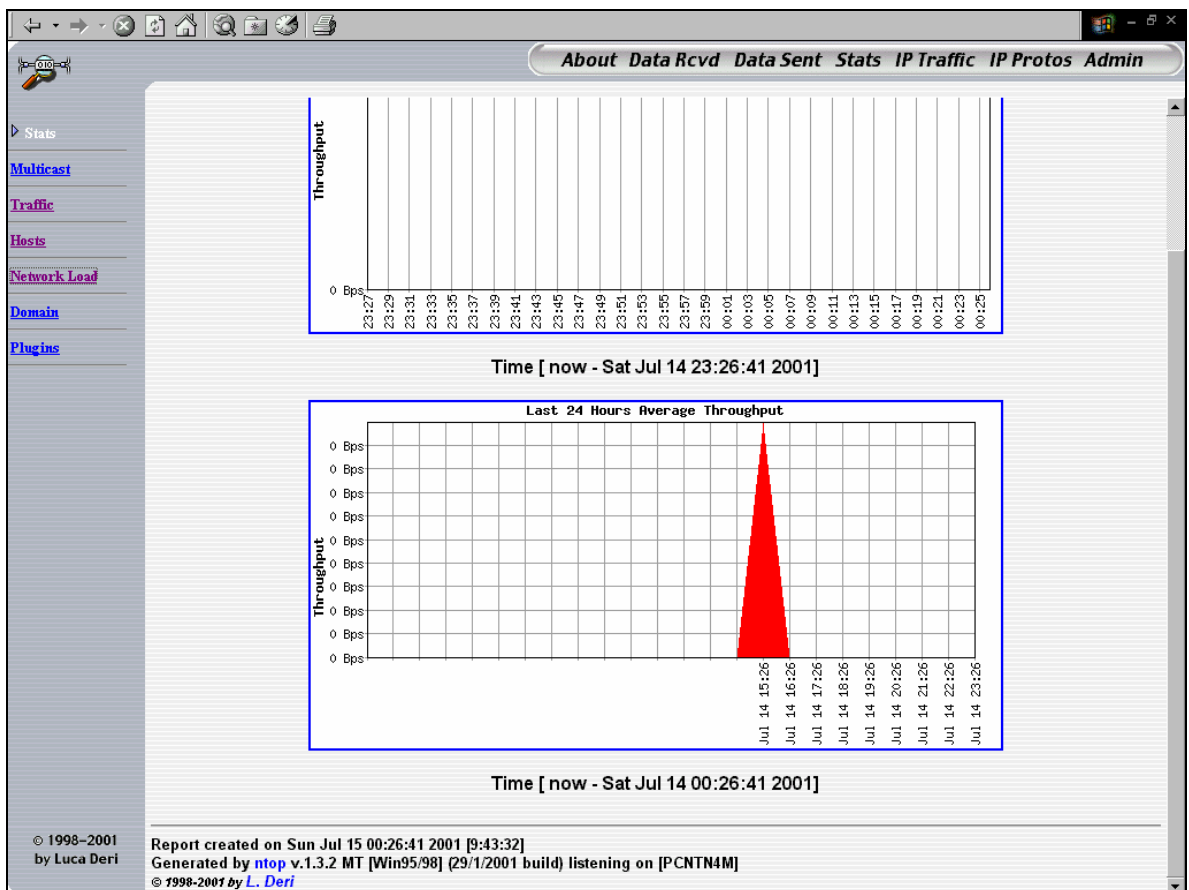 About Data Rcvd Data Sent Stats IP Traffic IP Protos Admin
Stats
Multicast
Traffic
Hosts
Network Load
Domain
Plugins
Throughput
0 Bps
23:27 23:29 23:31 23:33 23:35 23:37 23:39 23:41 23:43 23:45 23:47 23:49 23:51 23:53 23:55 23:57 23:59 00:01 00:03 00:05 00:07 00:09 00:11 00:13 00:15 00:17 00:19 00:21 00:23 00:25
Time [ now - Sat Jul 14 23:26:41 2001]
Last 24 Hours Average Throughput
Throughput
0 Bps
0 Bps
0 Bps
0 Bps
0 Bps
0 Bps
0 Bps
0 Bps
0 Bps
0 Bps
Jul 14 15:26
Jul 14 16:26
Jul 14 17:26
Jul 14 18:26
Jul 14 19:26
Jul 14 20:26
Jul 14 21:26
Jul 14 22:26
Jul 14 23:26
Time [ now - Sat Jul 14 00:26:41 2001]
© 1998–2001
by Luca Deri
Report created on Sun Jul 15 00:26:41 2001 [9:43:32]
Generated by ntop v.1.3.2 MT [Win95/98] (29/1/2001 build) listening on [PCNTN4M]
© 1998-2001 by L. Deri